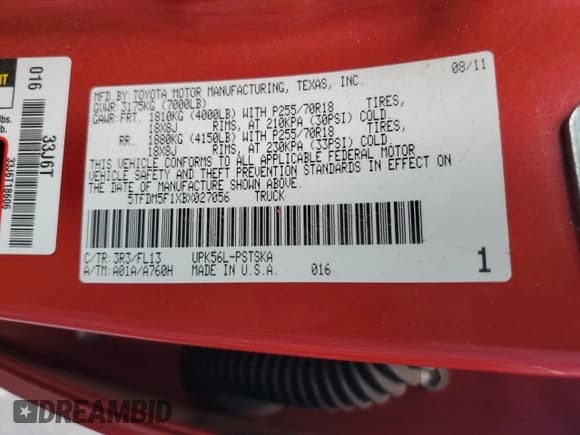 MFD.BY:TOYOTA MOTOR MANUFACTURING, TEXAS, INC. 08/11
GVWR:3175KG (7000LB)
GAWR:FRT. 1810KG (4000LB) WITH P255/70R18 TIRES,
18X8J RIMS, AT 210KPA (30PSI) COLD
RR. 1880KG (4150LB) WITH P255/70R18 TIRES,
18X8J RIMS, AT 230KPA (33PSI) COLD
THIS VEHICLE CONFORMS TO ALL APPLICABLE FEDERAL MOTOR
VEHICLE SAFETY AND THEFT PREVENTION STANDARDS IN EFFECT ON
THE DATE OF MANUFACTURE SHOWN ABOVE.
5TFDM5F1XBX027056 TRUCK
C/TR:3R3/FL13 UPK56L-PSTSKA
A/TM:A01A/A760H MADE IN U.S.A. 016
1
016 33J6T
33J6T18606
lbs.
DREAMBID